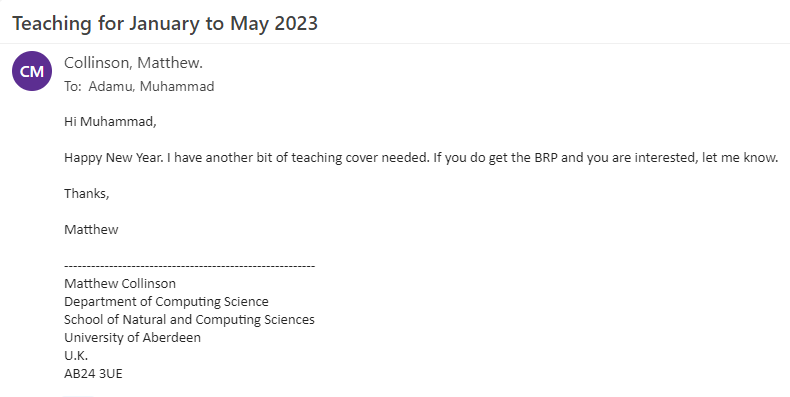 Teaching for January to May 2023
CM
Collinson, Matthew.
To: Adamu, Muhammad
Hi Muhammad,
Happy New Year. I have another bit of teaching cover needed. If you do get the BRP and you are interested, let me know.
Thanks,
Matthew
--------------------------------------------------------
Matthew Collinson
Department of Computing Science
School of Natural and Computing Sciences
University of Aberdeen
U.K.
AB24 3UE